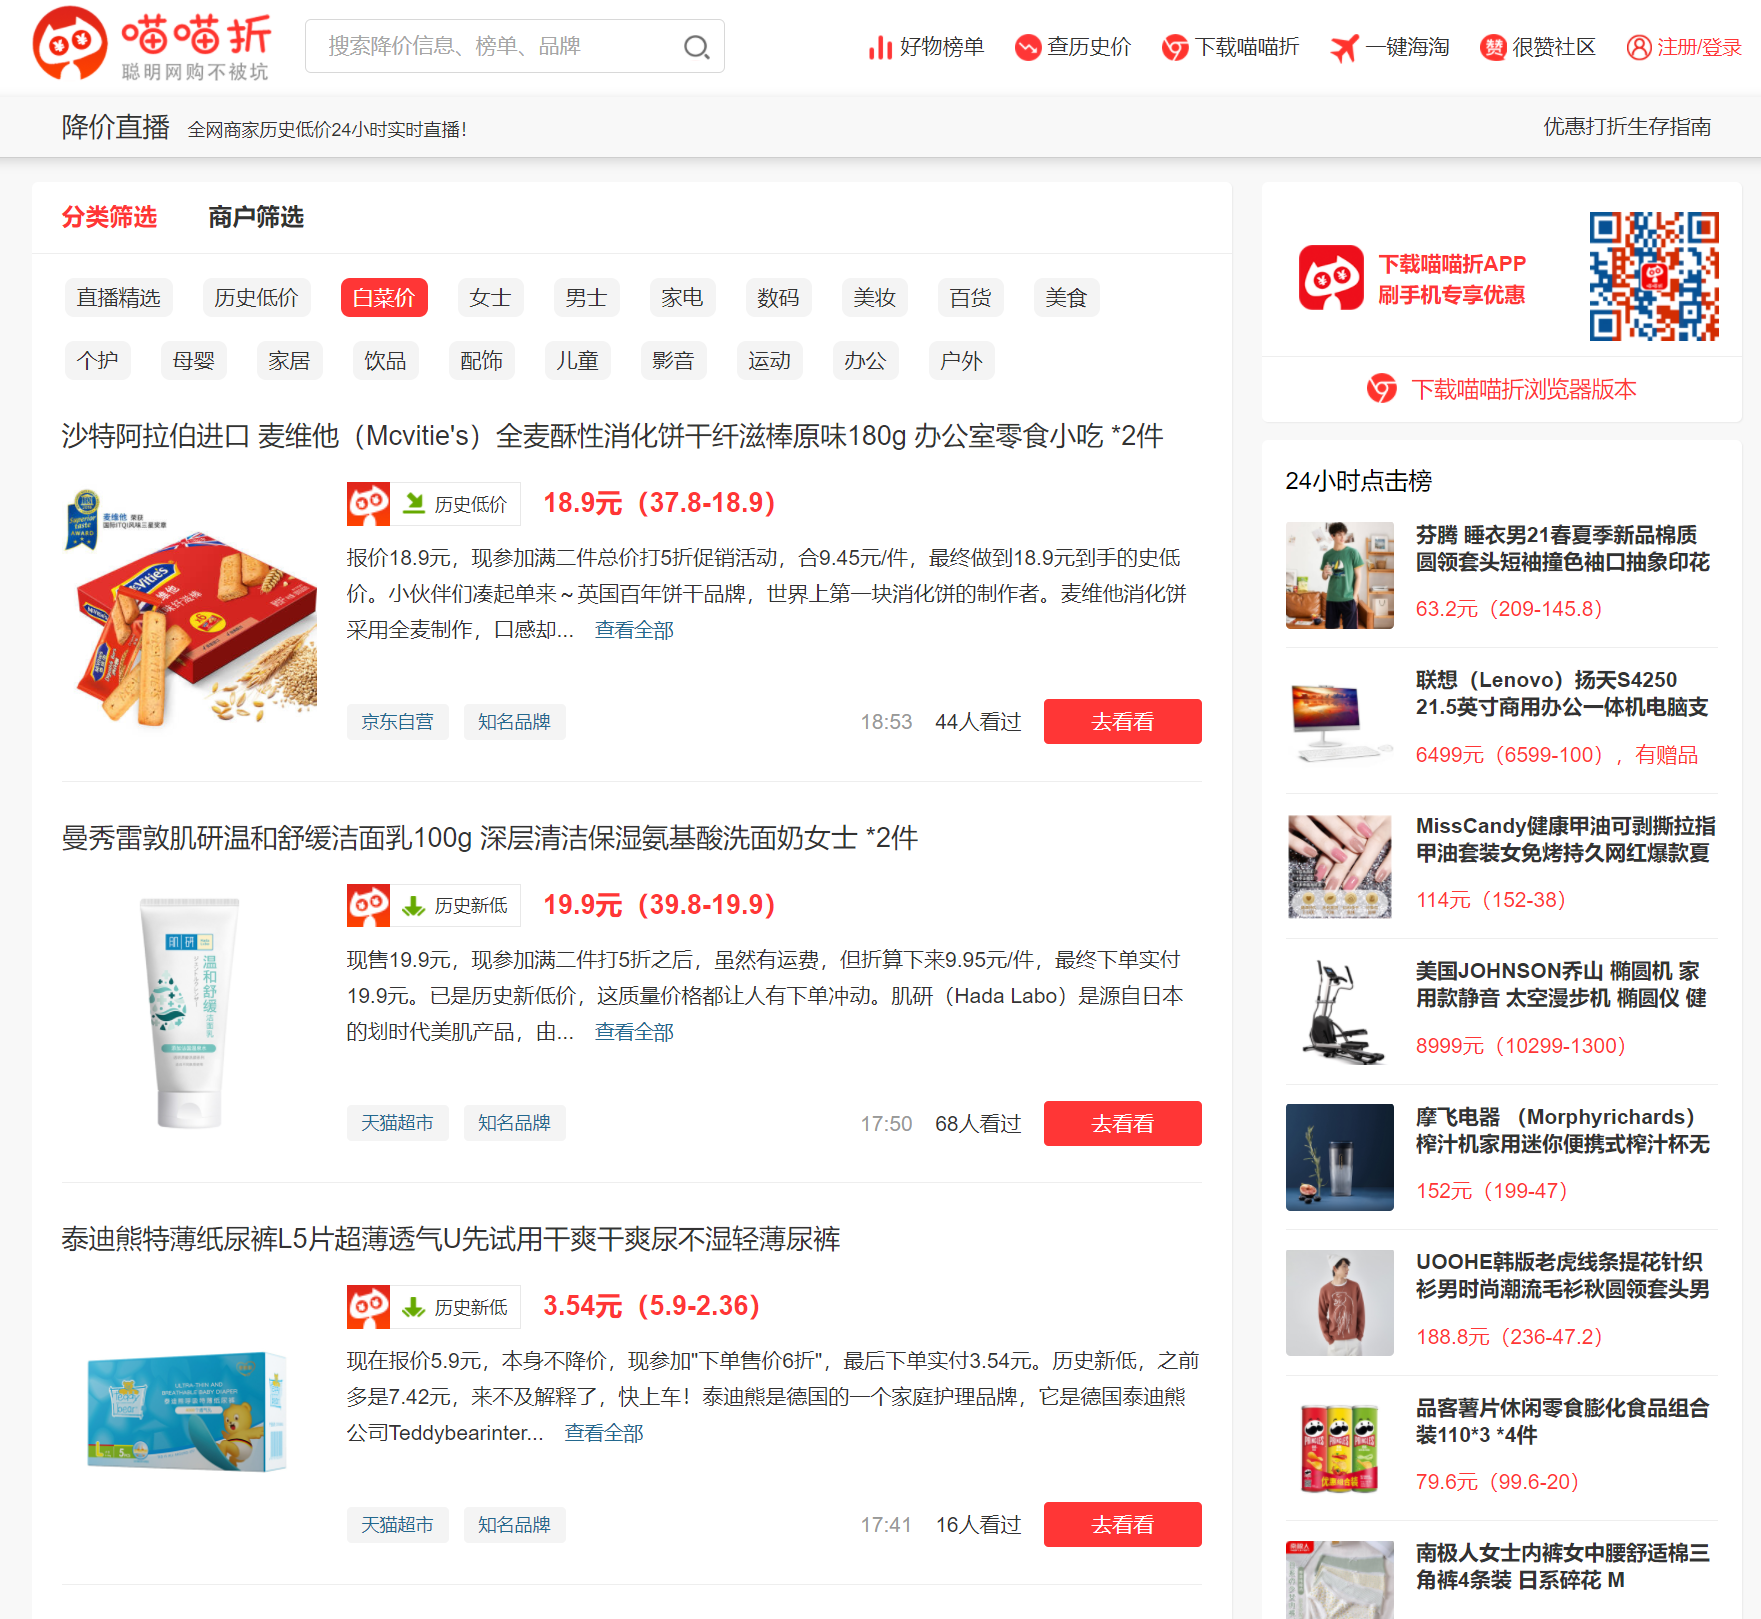 喵喵折
聪明网购不被坑
搜索降价信息、榜单、品牌
好物榜单
查历史价
下载喵喵折
一键海淘
赞
很赞社区
注册/登录
降价直播
全网商家历史低价24小时实时直播!
优惠打折生存指南
分类筛选
商户筛选
直播精选
历史低价
白菜价
女士
男士
家电
数码
美妆
百货
美食
个护
母婴
家居
饮品
配饰
儿童
影音
运动
办公
户外
沙特阿拉伯进口 麦维他（Mcvitie's）全麦酥性消化饼干纤滋棒原味180g 办公室零食小吃 *2件
历史低价
18.9元（37.8-18.9）
报价18.9元，现参加满二件总价打5折促销活动，合9.45元/件，最终做到18.9元到手的史低
价。小伙伴们凑起单来～英国百年饼干品牌，世界上第一块消化饼的制作者。麦维他消化饼
采用全麦制作，口感却... 查看全部
京东自营
知名品牌
18:53
44人看过
去看看
曼秀雷敦肌研温和舒缓洁面乳100g 深层清洁保湿氨基酸洗面奶女士 *2件
肌研
温和舒缓
洁面乳
历史新低
19.9元（39.8-19.9）
现售19.9元，现参加满二件打5折之后，虽然有运费，但折算下来9.95元/件，最终下单实付
19.9元。已是历史新低价，这质量价格都让人有下单冲动。肌研（Hada Labo）是源自日本
的划时代美肌产品，由... 查看全部
天猫超市
知名品牌
17:50
68人看过
去看看
泰迪熊特薄纸尿裤L5片超薄透气U先试用干爽干爽尿不湿轻薄尿裤
ULTRA-THIN AND
BREATHABLE BABY DIAPER
历史新低
3.54元（5.9-2.36）
现在报价5.9元，本身不降价，现参加"下单售价6折"，最后下单实付3.54元。历史新低，之前
多是7.42元，来不及解释了，快上车！泰迪熊是德国的一个家庭护理品牌，它是德国泰迪熊
公司Teddybearinter... 查看全部
天猫超市
知名品牌
17:41
16人看过
去看看
下载喵喵折APP
刷手机专享优惠
下载喵喵折浏览器版本
24小时点击榜
芬腾 睡衣男21春夏季新品棉质
圆领套头短袖撞色袖口抽象印花
63.2元（209-145.8）
联想（Lenovo）扬天S4250
21.5英寸商用办公一体机电脑支
6499元（6599-100），有赠品
MissCandy健康甲油可剥撕拉指
甲油套装女免烤持久网红爆款夏
114元（152-38）
美国JOHNSON乔山 椭圆机 家
用款静音 太空漫步机 椭圆仪 健
8999元（10299-1300）
摩飞电器 （Morphyrichards）
榨汁机家用迷你便携式榨汁杯无
152元（199-47）
UOOHE韩版老虎线条提花针织
衫男时尚潮流毛衫秋圆领套头男
188.8元（236-47.2）
品客薯片休闲零食膨化食品组合
装110*3 *4件
79.6元（99.6-20）
南极人女士内裤女中腰舒适棉三
角裤4条装 日系碎花 M